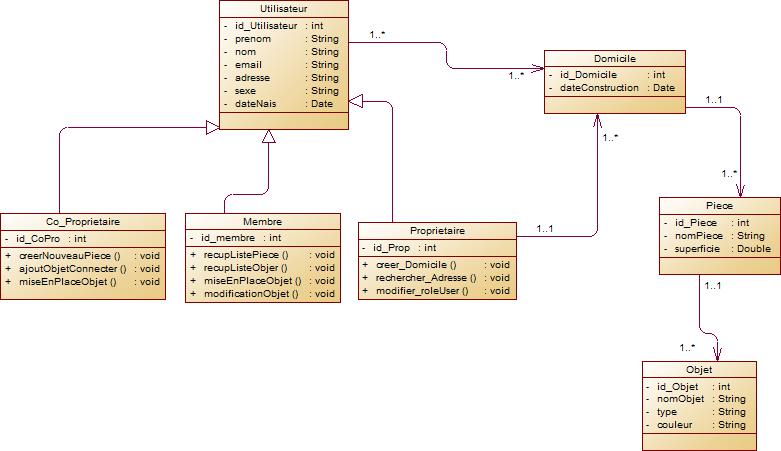 Utilisateur
- id_Utilisateur : int
- prenom : String
- nom : String
- email : String
- adresse : String
- sexe : String
- dateNais : Date
1..*
1..*
Domicile
- id_Domicile : int
- dateConstruction : Date
1..1
1..*
1..*
1..1
Co_Proprietaire
- id_CoPro : int
+ creerNouveauPiece () : void
+ ajoutObjetConnecter () : void
+ miseEnPlaceObjet () : void
Membre
- id_membre : int
+ recupListePiece () : void
+ recupListeObjer () : void
+ miseEnPlaceObjet () : void
+ modificationObjet () : void
Proprietaire
- id_Prop : int
+ creer_Domicile () : void
+ rechercher_Adresse () : void
+ modifier_roleUser () : void
Piece
- id_Piece : int
- nomPiece : String
- superficie : Double
1..1
1..*
Objet
- id_Objet : int
- nomObjet : String
- type : String
- couleur : String